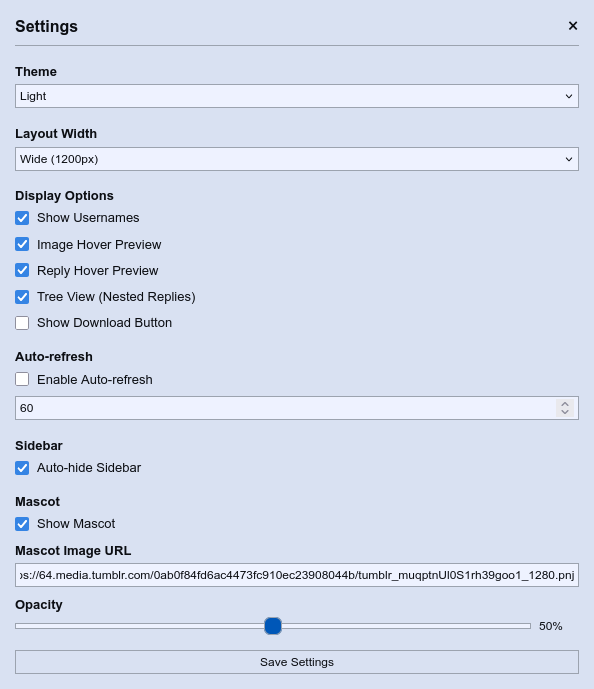 Settings
×
Theme
Light
Layout Width
Wide (1200px)
Display Options
Show Usernames
Image Hover Preview
Reply Hover Preview
Tree View (Nested Replies)
Show Download Button
Auto-refresh
Enable Auto-refresh
60
Sidebar
Auto-hide Sidebar
Mascot
Show Mascot
Mascot Image URL
s://64.media.tumblr.com/0ab0f84fd6ac4473fc910ec23908044b/tumblr_muqptnUI0S1rh39goo1_1280.pnj
Opacity
50%
Save Settings